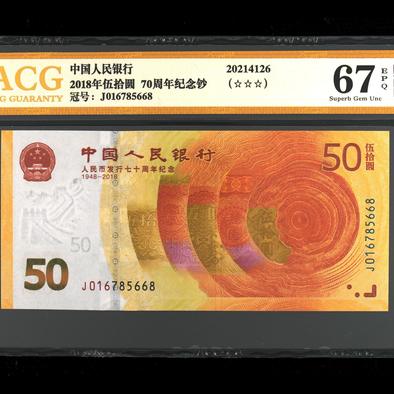 ACG
NG GUARANTY
中国人民银行
2018年伍拾圆 70周年纪念钞
冠号: J016785668
20214126
(☆☆☆)
67 EPQ
Superb Gem Unc
中国人民银行
人民币发行七十周年纪念
1948-2018
50 伍拾圆
50
50
J016785668
J016785668